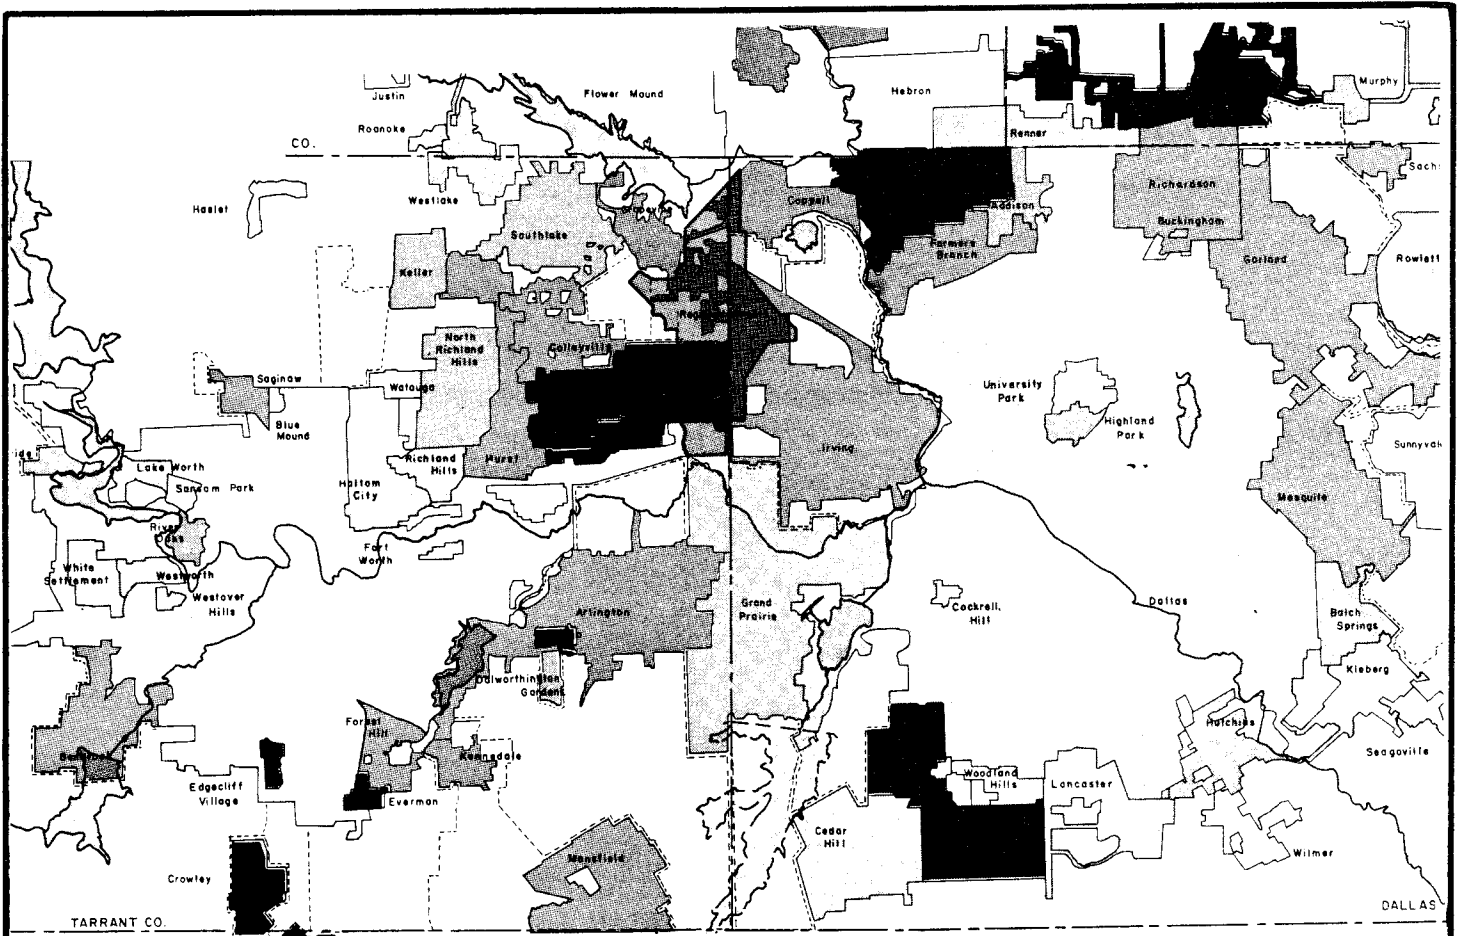 Justin
Flower Mound
Hebron
Murphy
Roanoke
Renner
CO.
Haslet
Westlake
Southlake
Coppell
Addison
Richardson
Buckingham
Sachs
Keller
Farmers
Branch
Garland
Rowlett
North
Richland
Hills
Colleyville
Saginaw
Watauga
University
Park
Highland
Park
Blue
Mound
Sunnyvale
Richland
Hills
Hurst
Irving
Lake Worth
Sansom Park
Haltom
City
Mesquite
River
Oaks
Fort
Worth
White
Settlement
Westworth
Westover
Hills
Arlington
Grand
Prairie
Cockrell
Hill
Dallas
Balch
Springs
Kleberg
Dalworthington
Gardens
Forest
Hill
Kennedale
Hutchins
Seagoville
Edgecliff
Village
Everman
Woodland
Hills
Lancaster
Cedar
Hill
Mansfield
Wilmer
Crowley
TARRANT CO.
DALLAS